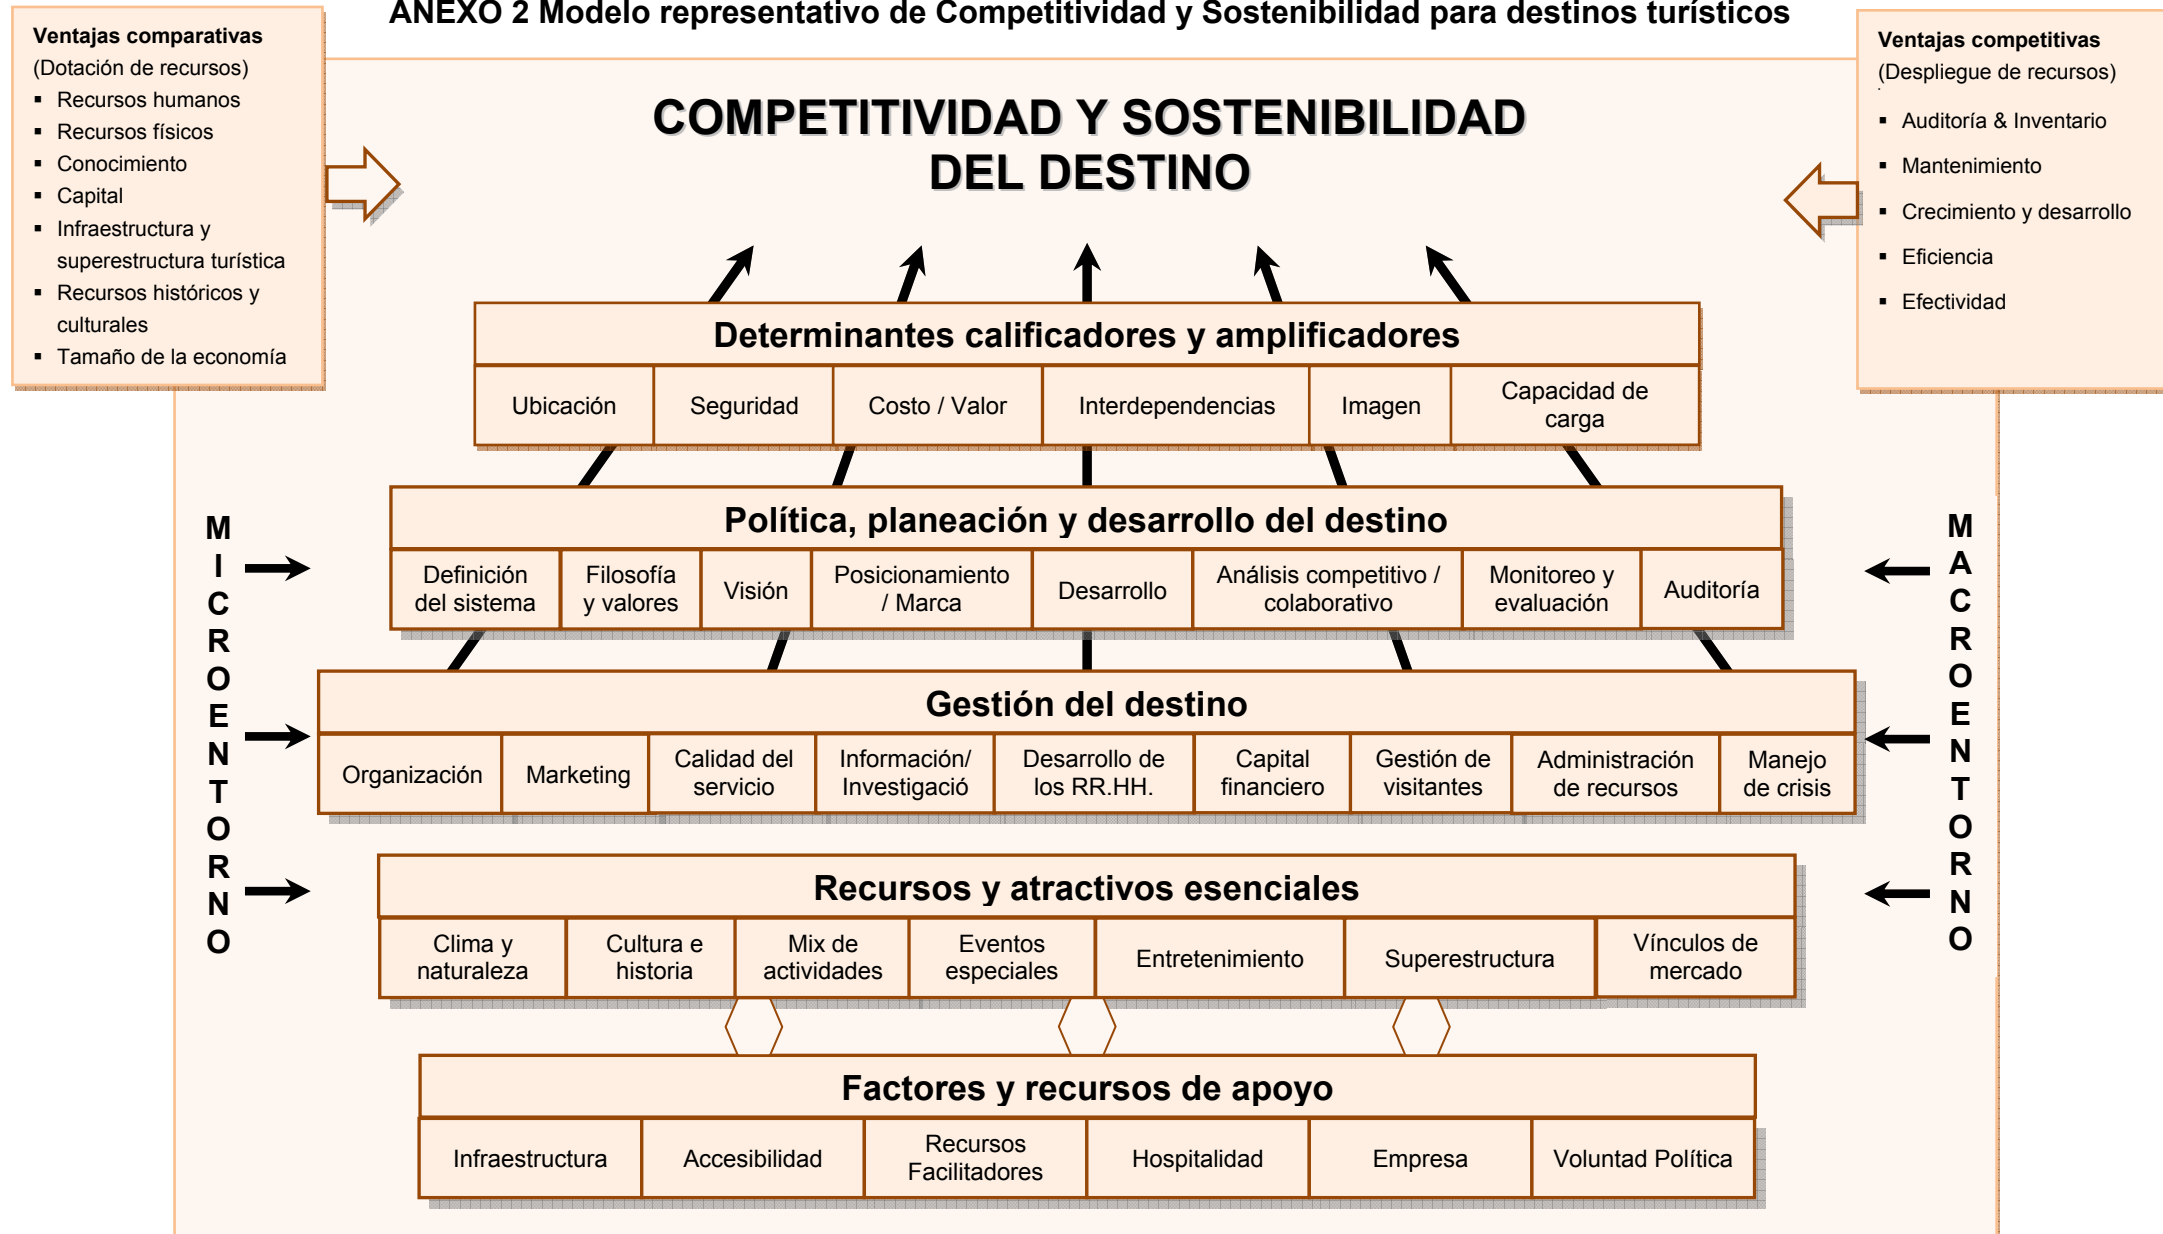 ANEXO 2 Modelo representativo de Competitividad y Sostenibilidad para destinos turísticos
Ventajas comparativas
(Dotación de recursos)
▪ Recursos humanos
▪ Recursos físicos
▪ Conocimiento
▪ Capital
▪ Infraestructura y
superestructura turística
▪ Recursos históricos y
culturales
▪ Tamaño de la economía
Ventajas competitivas
(Despliegue de recursos)
▪ Auditoría & Inventario
▪ Mantenimiento
▪ Crecimiento y desarrollo
▪ Eficiencia
▪ Efectividad
COMPETITIVIDAD Y SOSTENIBILIDAD
DEL DESTINO
Determinantes calificadores y amplificadores
Ubicación
Seguridad
Costo / Valor
Interdependencias
Imagen
Capacidad de
carga
MICROENTORNO
MACROENTORNO
Política, planeación y desarrollo del destino
Definición
del sistema
Filosofía
y valores
Visión
Posicionamiento
/ Marca
Desarrollo
Análisis competitivo /
colaborativo
Monitoreo y
evaluación
Auditoría
Gestión del destino
Organización
Marketing
Calidad del
servicio
Información/
Investigació
Desarrollo de
los RR.HH.
Capital
financiero
Gestión de
visitantes
Administración
de recursos
Manejo
de crisis
Recursos y atractivos esenciales
Clima y
naturaleza
Cultura e
historia
Mix de
actividades
Eventos
especiales
Entretenimiento
Superestructura
Vínculos de
mercado
Factores y recursos de apoyo
Infraestructura
Accesibilidad
Recursos
Facilitadores
Hospitalidad
Empresa
Voluntad Política